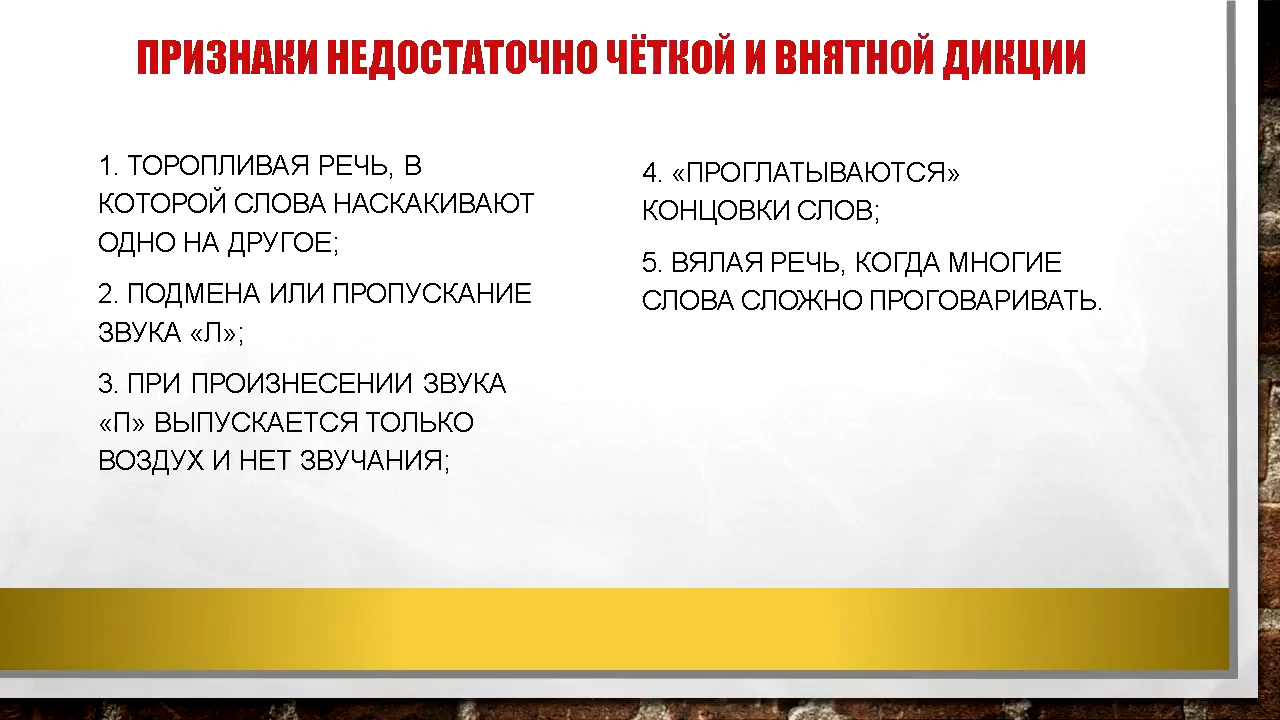 ПРИЗНАКИ НЕДОСТАТОЧНО ЧЁТКОЙ И ВНЯТНОЙ ДИКЦИИ
1. ТОРОПЛИВАЯ РЕЧЬ, В
КОТОРОЙ СЛОВА НАСКАКИВАЮТ
ОДНО НА ДРУГОЕ;
2. ПОДМЕНА ИЛИ ПРОПУСКАНИЕ
ЗВУКА «Л»;
3. ПРИ ПРОИЗНЕСЕНИИ ЗВУКА
«П» ВЫПУСКАЕТСЯ ТОЛЬКО
ВОЗДУХ И НЕТ ЗВУЧАНИЯ;
4. «ПРОГЛАТЫВАЮТСЯ»
КОНЦОВКИ СЛОВ;
5. ВЯЛАЯ РЕЧЬ, КОГДА МНОГИЕ
СЛОВА СЛОЖНО ПРОГОВАРИВАТЬ.